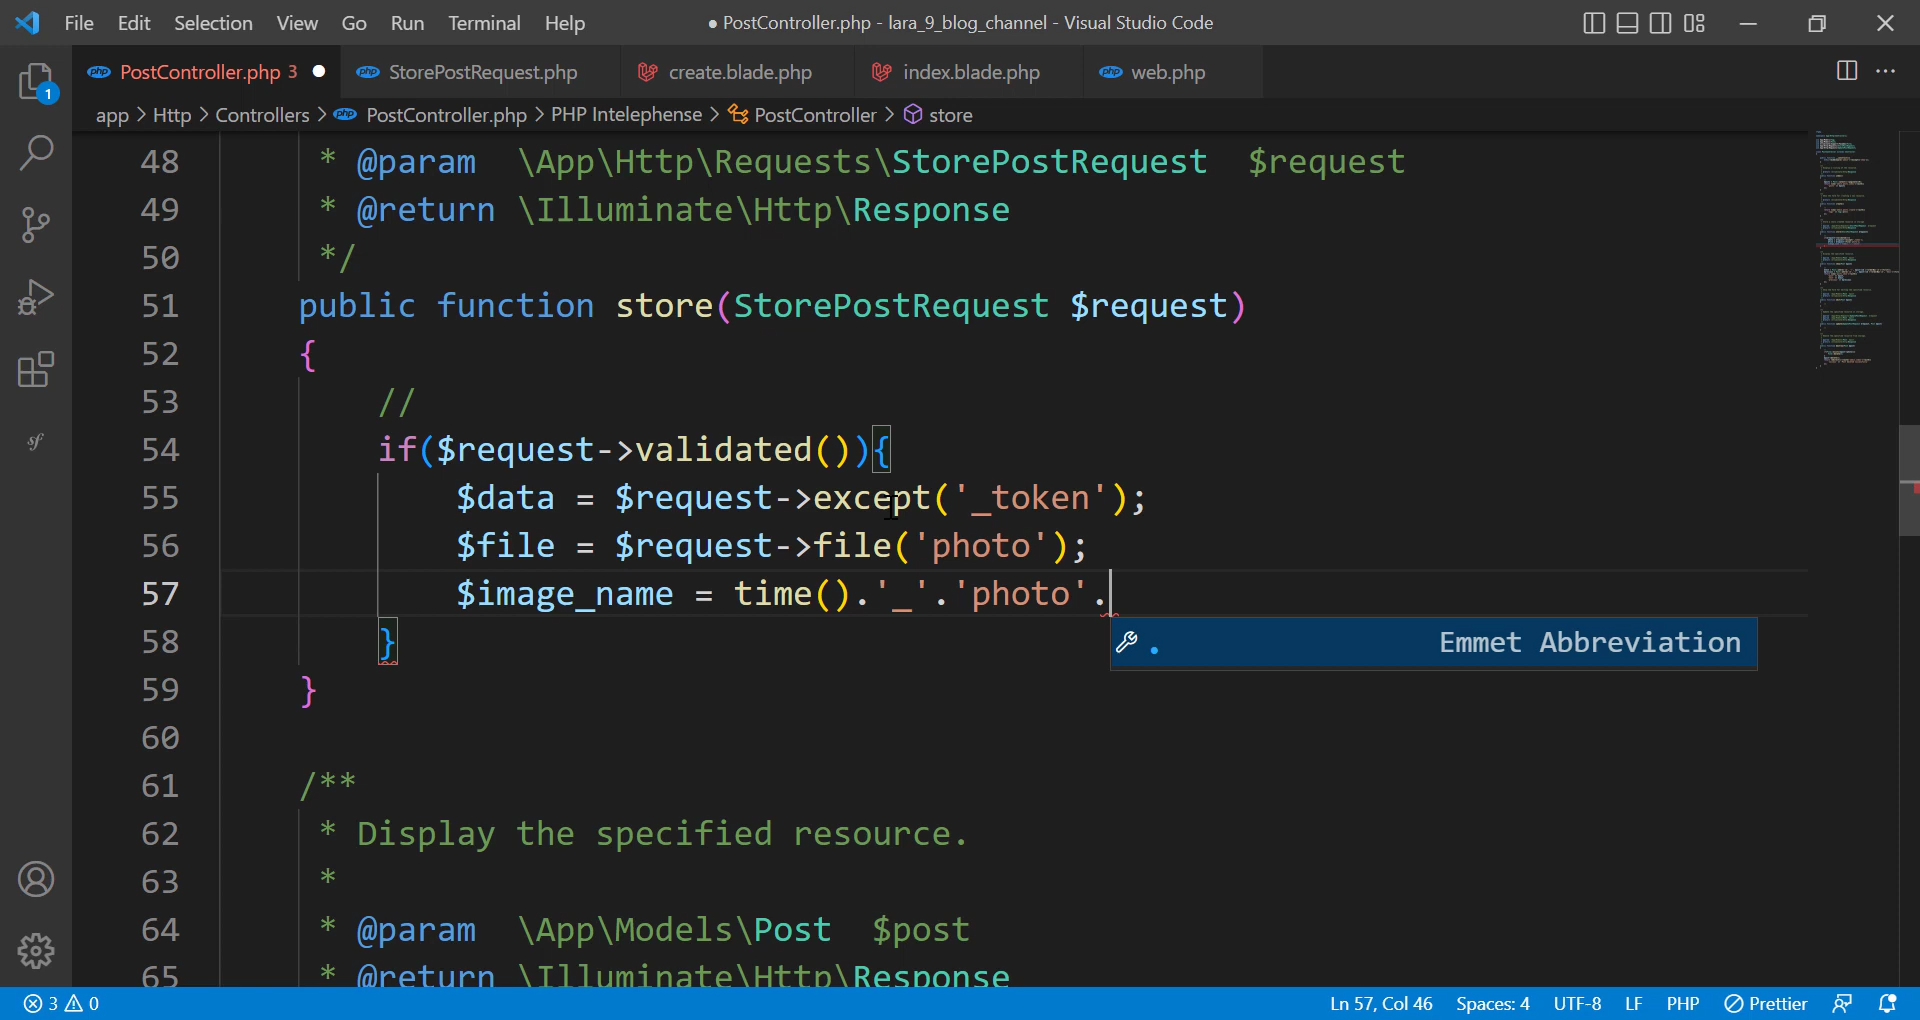 File Edit Selection View Go Run Terminal Help
● PostController.php - lara_9_blog_channel - Visual Studio Code
PostController.php 3 ● StorePostRequest.php create.blade.php index.blade.php web.php
app > Http > Controllers > PostController.php > PHP Intelephense > PostController > store
48 * @param \App\Http\Requests\StorePostRequest $request
49 * @return \Illuminate\Http\Response
50 */
51 public function store(StorePostRequest $request)
52 {
53 //
54 if($request->validated()){
55 $data = $request->except('_token');
56 $file = $request->file('photo');
57 $image_name = time().'_'.'photo'.
. Emmet Abbreviation
58 }
59 }
60
61 /**
62 * Display the specified resource.
63 *
64 * @param \App\Models\Post $post
65 * @return \Illuminate\Http\Response
1
3 0
Ln 57, Col 46 Spaces: 4 UTF-8 LF PHP Prettier